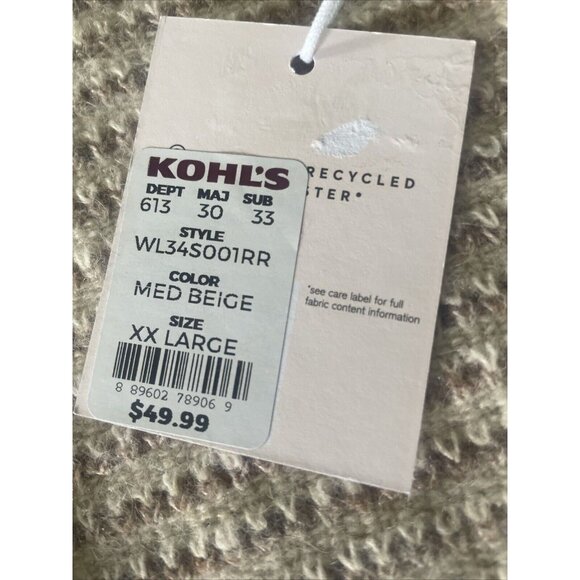 KOHL'S
DEPT MAJ SUB
613 30 33
STYLE
WL34S001RR
COLOR
MED BEIGE
SIZE
XX LARGE
8 89602 78906 9
$49.99
RECYCLED
STER*
*see care label for full
fabric content information